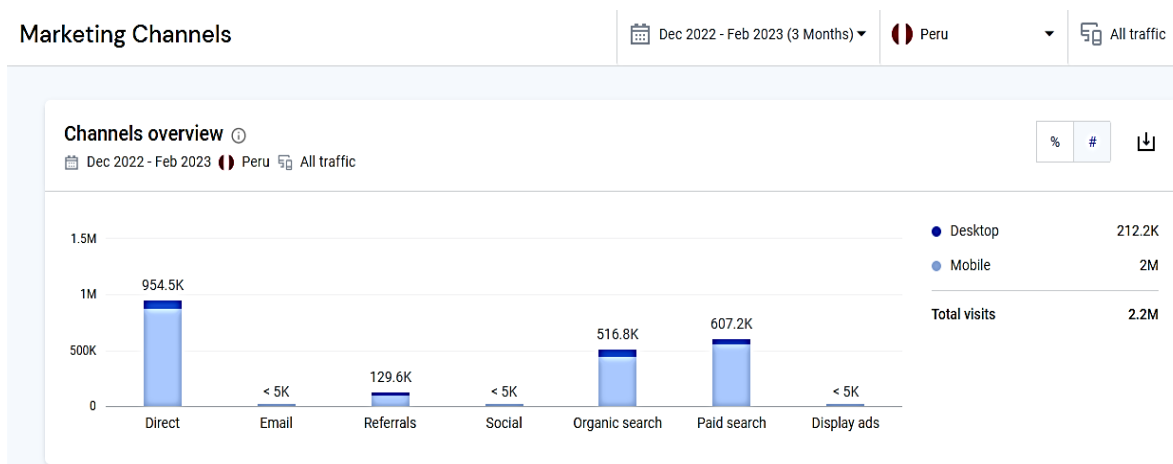 Marketing Channels
Dec 2022 - Feb 2023 (3 Months)
Peru
All traffic
Channels overview
Dec 2022 - Feb 2023 Peru All traffic
%
#
1.5M
1M
500K
0
954.5K
< 5K
129.6K
< 5K
516.8K
607.2K
< 5K
Direct
Email
Referrals
Social
Organic search
Paid search
Display ads
Desktop 212.2K
Mobile 2M
Total visits 2.2M